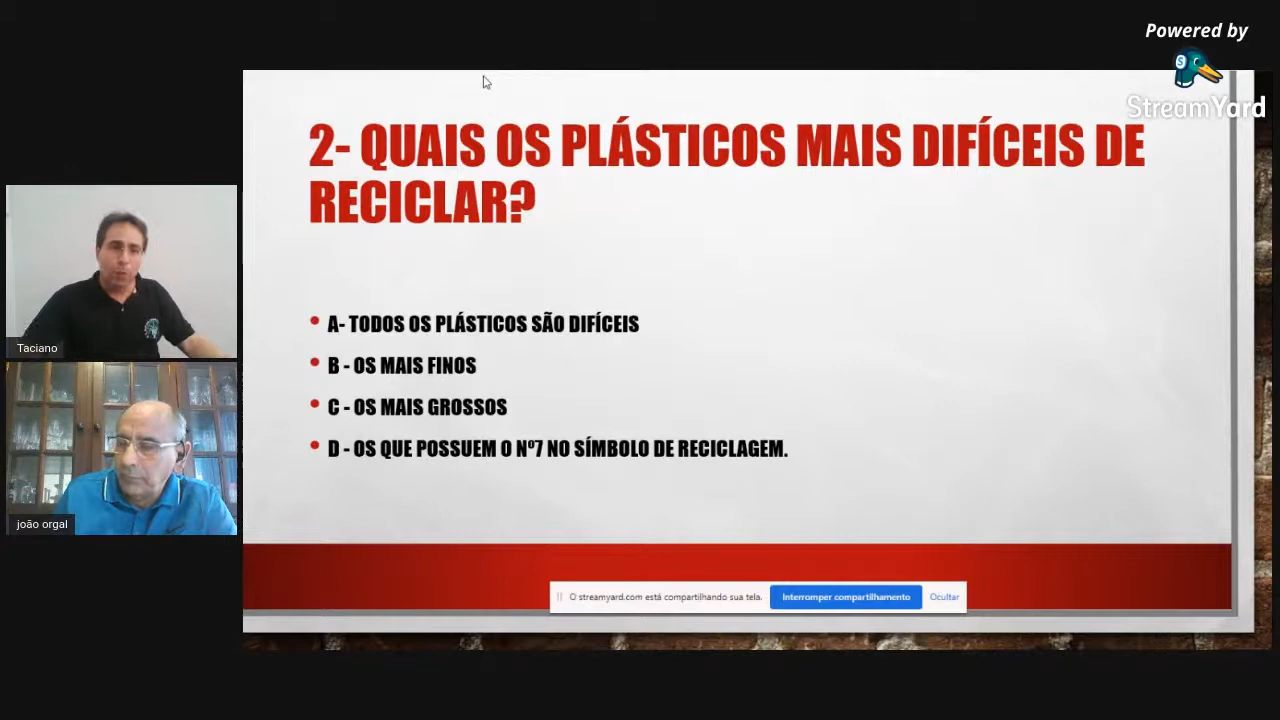 Powered by
StreamYard
2- QUAIS OS PLÁSTICOS MAIS DIFÍCEIS DE
RECICLAR?
A- TODOS OS PLÁSTICOS SÃO DIFÍCEIS
B - OS MAIS FINOS
C - OS MAIS GROSSOS
D - OS QUE POSSUEM O Nº7 NO SÍMBOLO DE RECICLAGEM.
Taciano
joão orgal
O streamyard.com está compartilhando sua tela.
Interromper compartilhamento
Ocultar